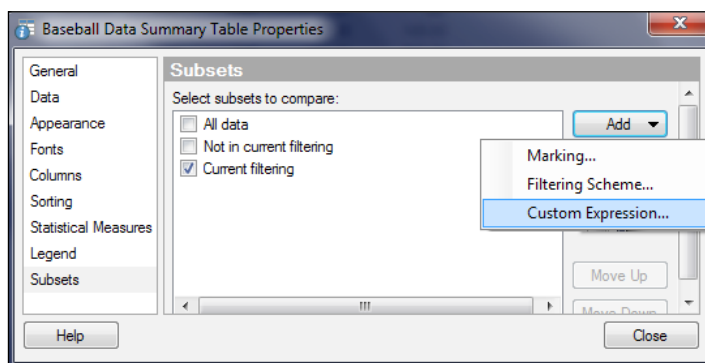 Baseball Data Summary Table Properties
General
Data
Appearance
Fonts
Columns
Sorting
Statistical Measures
Legend
Subsets
Subsets
Select subsets to compare:
All data
Not in current filtering
Current filtering
Add
Marking...
Filtering Scheme...
Custom Expression...
Move Up
Move Down
Help
Close